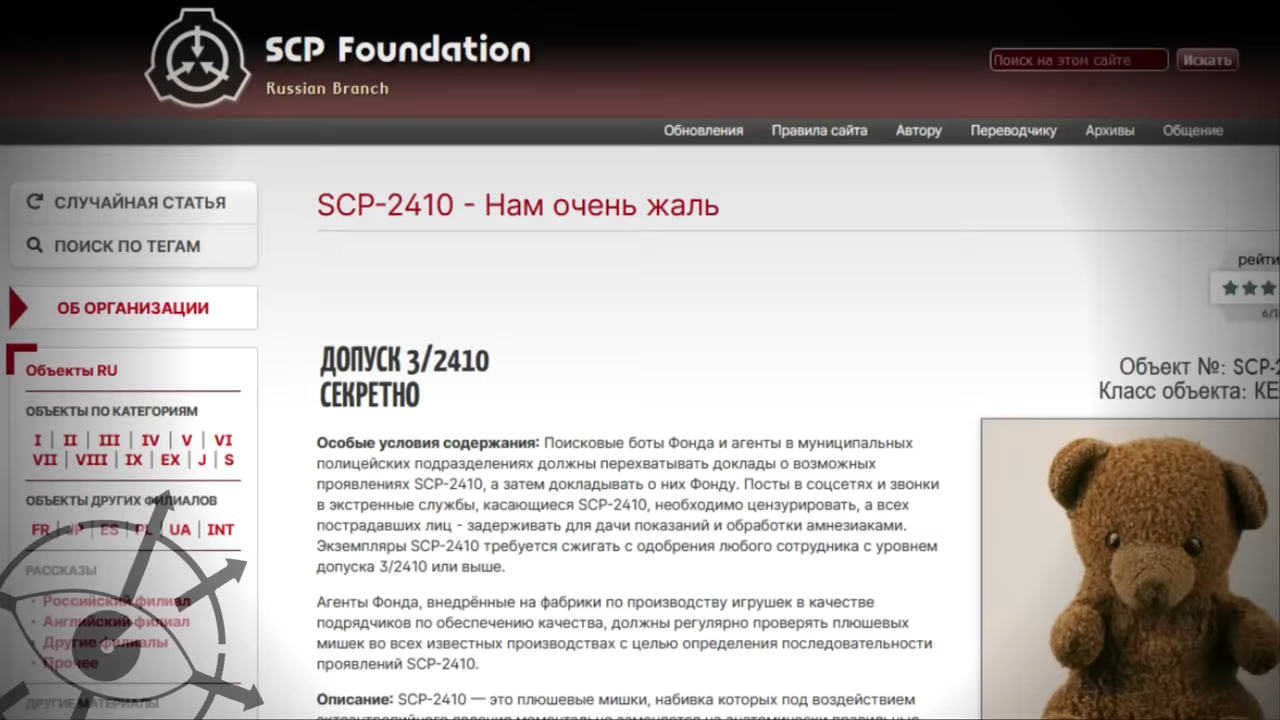 SCP Foundation
Russian Branch
Поиск на этом сайте
Искать
Обновления Правила сайта Автору Переводчику Архивы Общение
СЛУЧАЙНАЯ СТАТЬЯ
ПОИСК ПО ТЕГАМ
ОБ ОРГАНИЗАЦИИ
Объекты RU
ОБЪЕКТЫ ПО КАТЕГОРИЯМ
I | II | III | IV | V | VI
VII | VIII | IX | EX | J | S
ОБЪЕКТЫ ДРУГИХ ФИЛИАЛОВ
FR | JP | ES | PL | UA | INT
РАССКАЗЫ
Российский филиал
Английский филиал
Другие филиалы
Прочее
ДРУГИЕ МАТЕРИАЛЫ
SCP-2410 - Нам очень жаль
рейти
6/1
ДОПУСК 3/2410
СЕКРЕТНО
Объект №: SCP-2
Класс объекта: КЕ
Особые условия содержания: Поисковые боты Фонда и агенты в муниципальных
полицейских подразделениях должны перехватывать доклады о возможных
проявлениях SCP-2410, а затем докладывать о них Фонду. Посты в соцсетях и звонки
в экстренные службы, касающиеся SCP-2410, необходимо цензурировать, а всех
пострадавших лиц - задерживать для дачи показаний и обработки амнезиаками.
Экземпляры SCP-2410 требуется сжигать с одобрения любого сотрудника с уровнем
допуска 3/2410 или выше.
Агенты Фонда, внедрённые на фабрики по производству игрушек в качестве
подрядчиков по обеспечению качества, должны регулярно проверять плюшевых
мишек во всех известных производствах с целью определения последовательности
проявлений SCP-2410.
Описание: SCP-2410 — это плюшевые мишки, набивка которых под воздействием